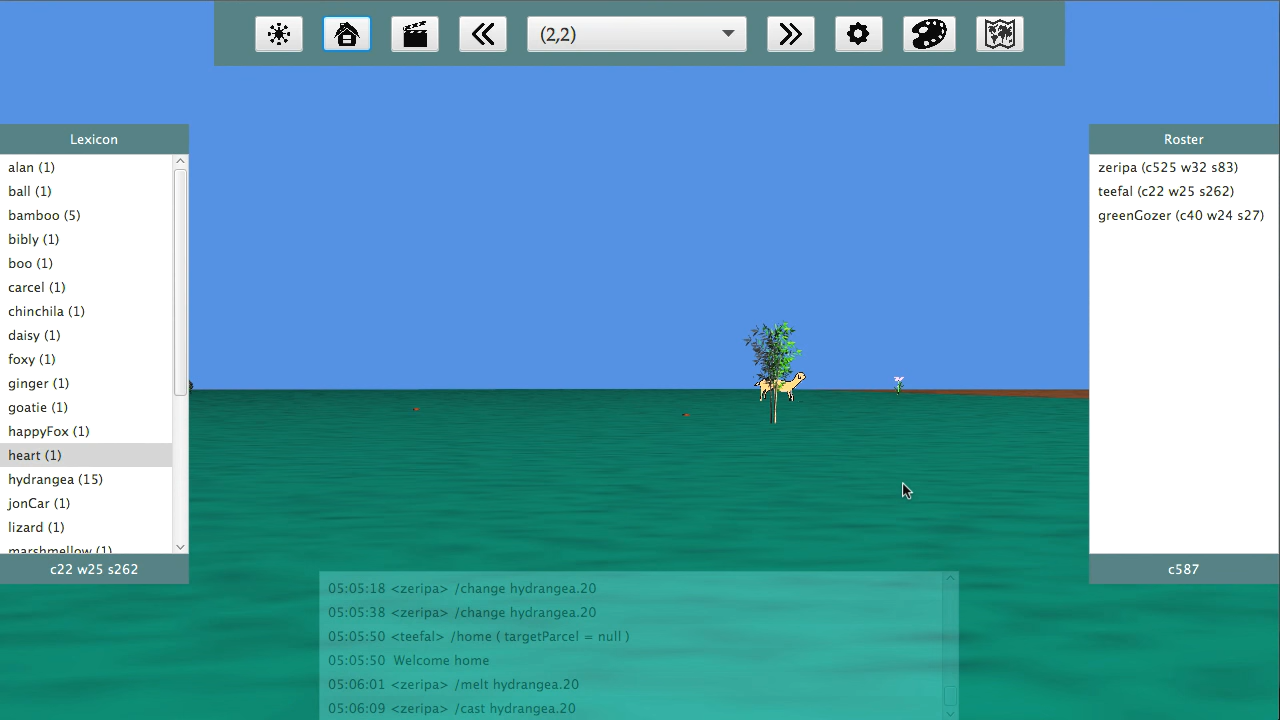 (2,2)
Lexicon
alan (1)
ball (1)
bamboo (5)
bibly (1)
boo (1)
carcel (1)
chinchila (1)
daisy (1)
foxy (1)
ginger (1)
goatie (1)
happyFox (1)
heart (1)
hydrangea (15)
jonCar (1)
lizard (1)
marshmellow (1)
c22 w25 s262
Roster
zeripa (c525 w32 s83)
teefal (c22 w25 s262)
greenGozer (c40 w24 s27)
c587
05:05:18 <zeripa> /change hydrangea.20
05:05:38 <zeripa> /change hydrangea.20
05:05:50 <teefal> /home ( targetParcel = null )
05:05:50 Welcome home
05:06:01 <zeripa> /melt hydrangea.20
05:06:09 <zeripa> /cast hydrangea.20